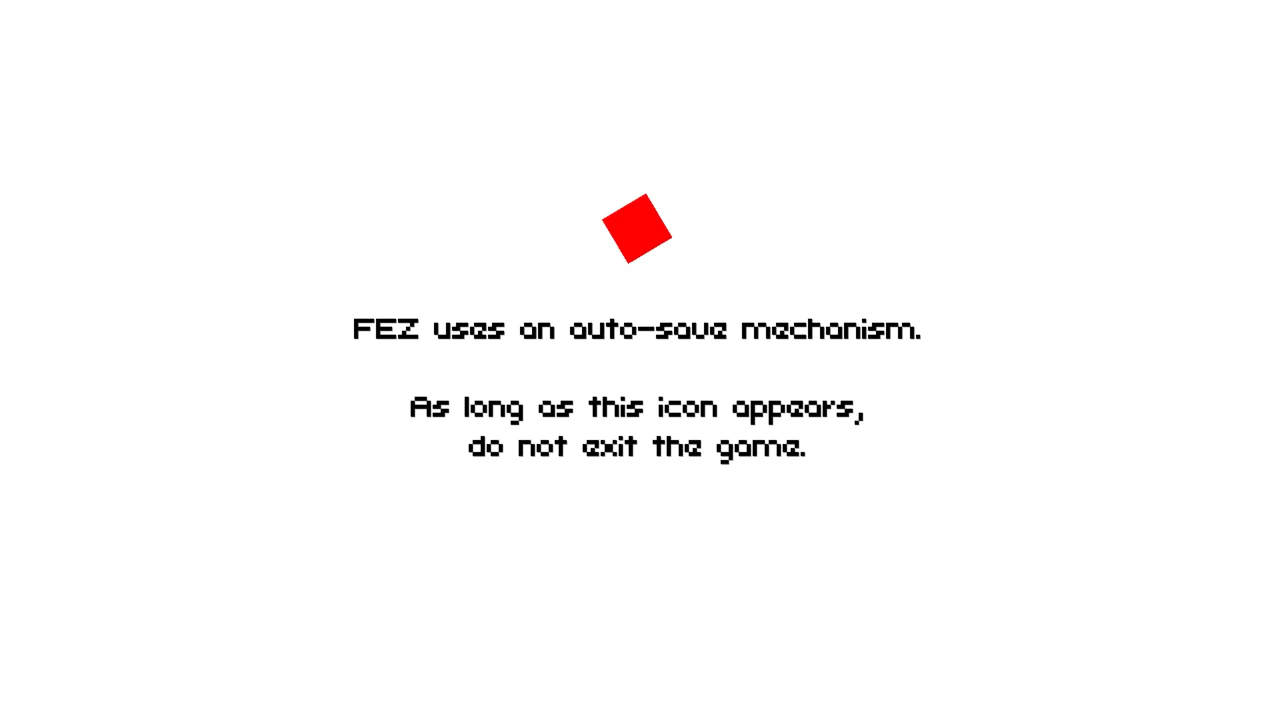 FEZ uses an auto-save mechanism.
As long as this icon appears,
do not exit the game.